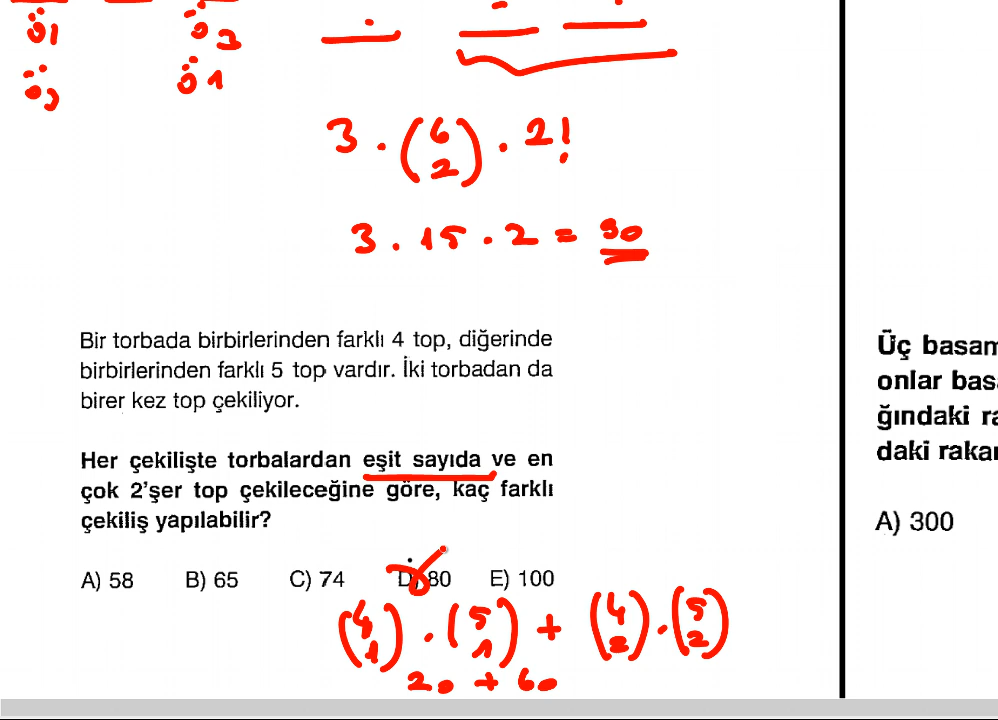 3 . (6 2) . 2!
3 . 15 . 2 = 90
Bir torbada birbirlerinden farklı 4 top, diğerinde
birbirlerinden farklı 5 top vardır. İki torbadan da
birer kez top çekiliyor.
Her çekilişte torbalardan eşit sayıda ve en
çok 2'şer top çekileceğine göre, kaç farklı
çekiliş yapılabilir?
A) 58 B) 65 C) 74 D) 80 E) 100
(4 1) . (5 1) + (4 2) . (5 2)
20 + 60
Üç basam
onlar bas
ğındaki ra
daki rakar
A) 300